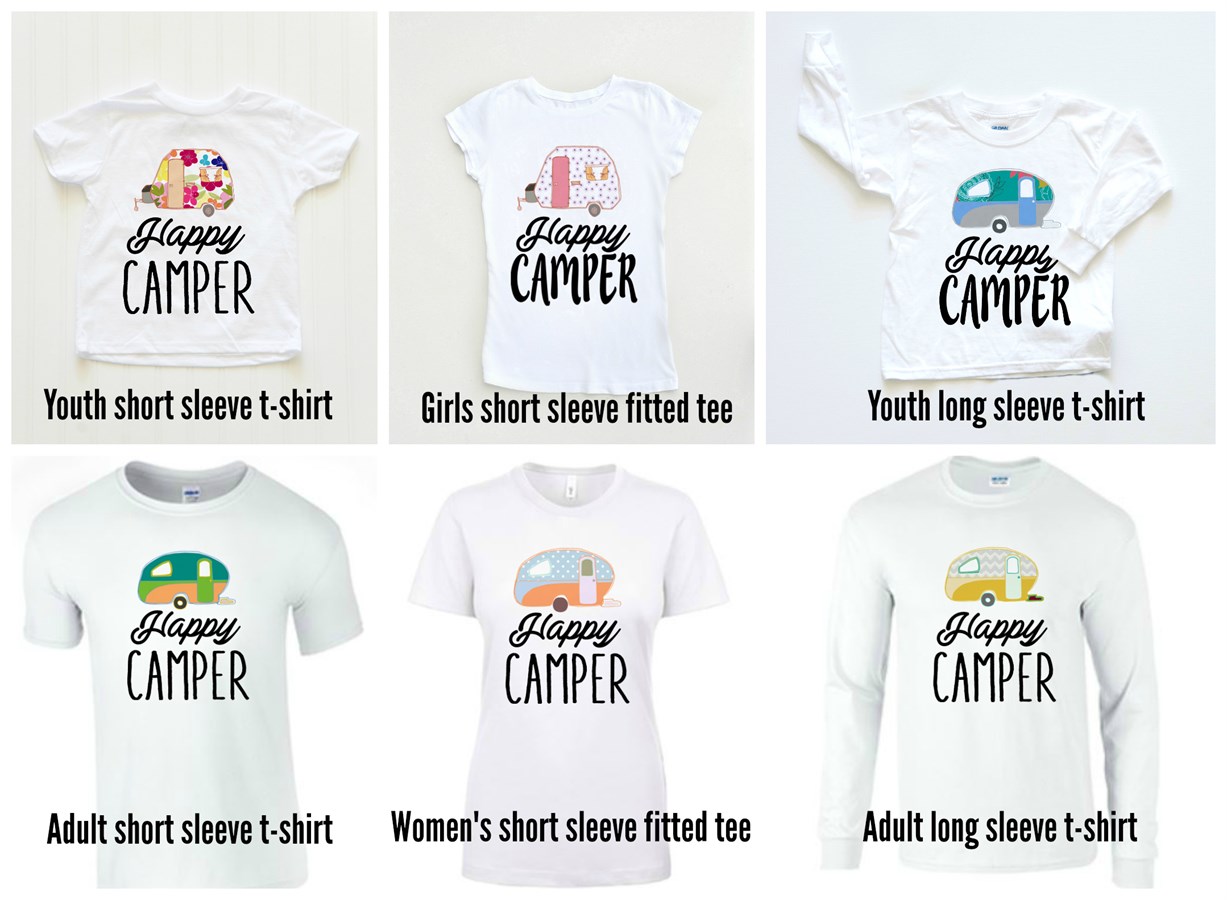 Happy
CAMPER
Youth short sleeve t-shirt
Happy
CAMPER
Girls short sleeve fitted tee
Happy
CAMPER
Youth long sleeve t-shirt
Happy
CAMPER
Adult short sleeve t-shirt
Happy
CAMPER
Women's short sleeve fitted tee
Happy
CAMPER
Adult long sleeve t-shirt